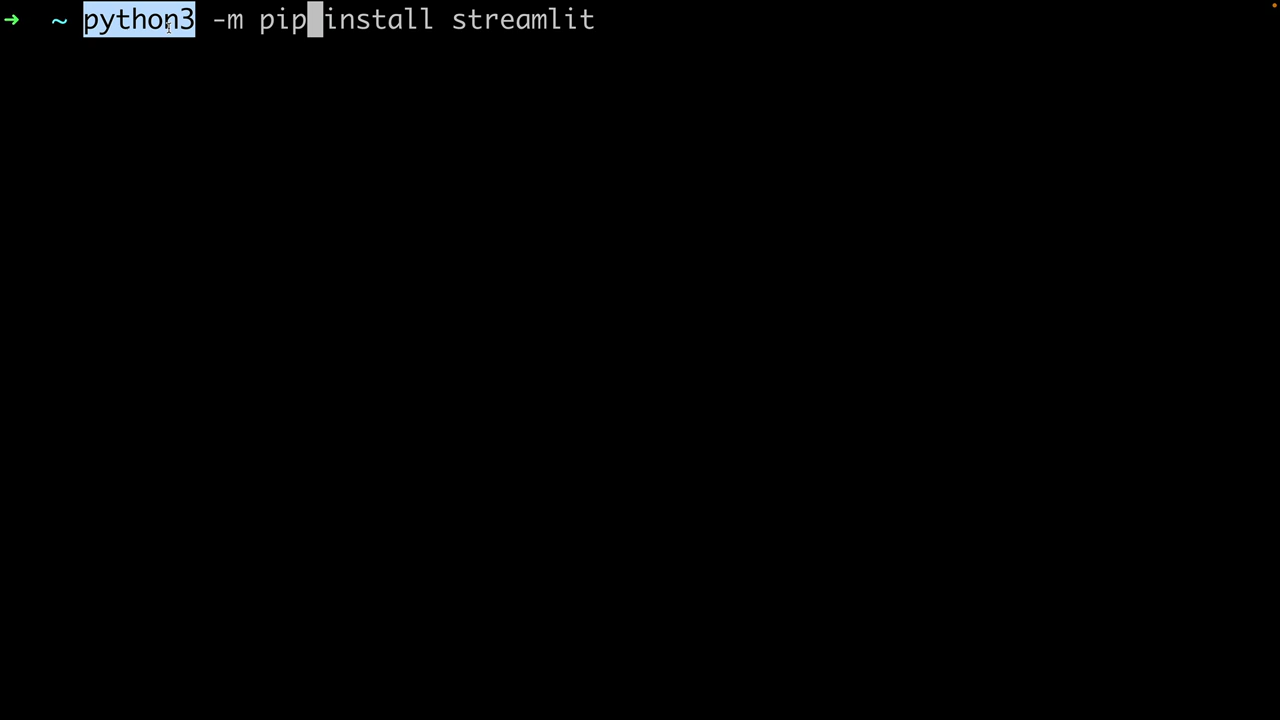 ➜ ~ python3 -m pip install streamlit